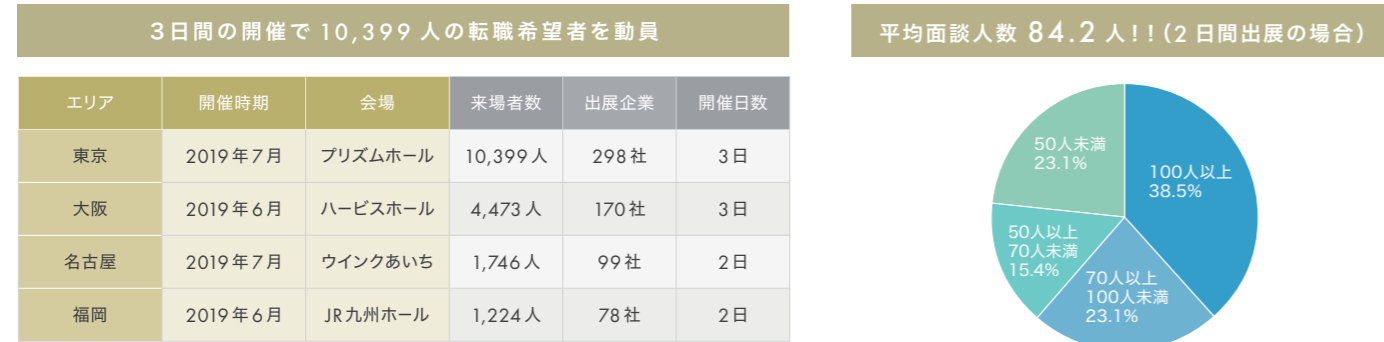 3日間の開催で 10,399 人の転職希望者を動員
エリア 開催時期 会場 来場者数 出展企業 開催日数
東京 2019年7月 プリズムホール 10,399人 298社 3日
大阪 2019年6月 ハービスホール 4,473人 170社 3日
名古屋 2019年7月 ウインクあいち 1,746人 99社 2日
福岡 2019年6月 JR九州ホール 1,224人 78社 2日
平均面談人数 84.2 人!!(2日間出展の場合)
50人未満
23.1%
100人以上
38.5%
50人以上
70人未満
15.4%
70人以上
100人未満
23.1%